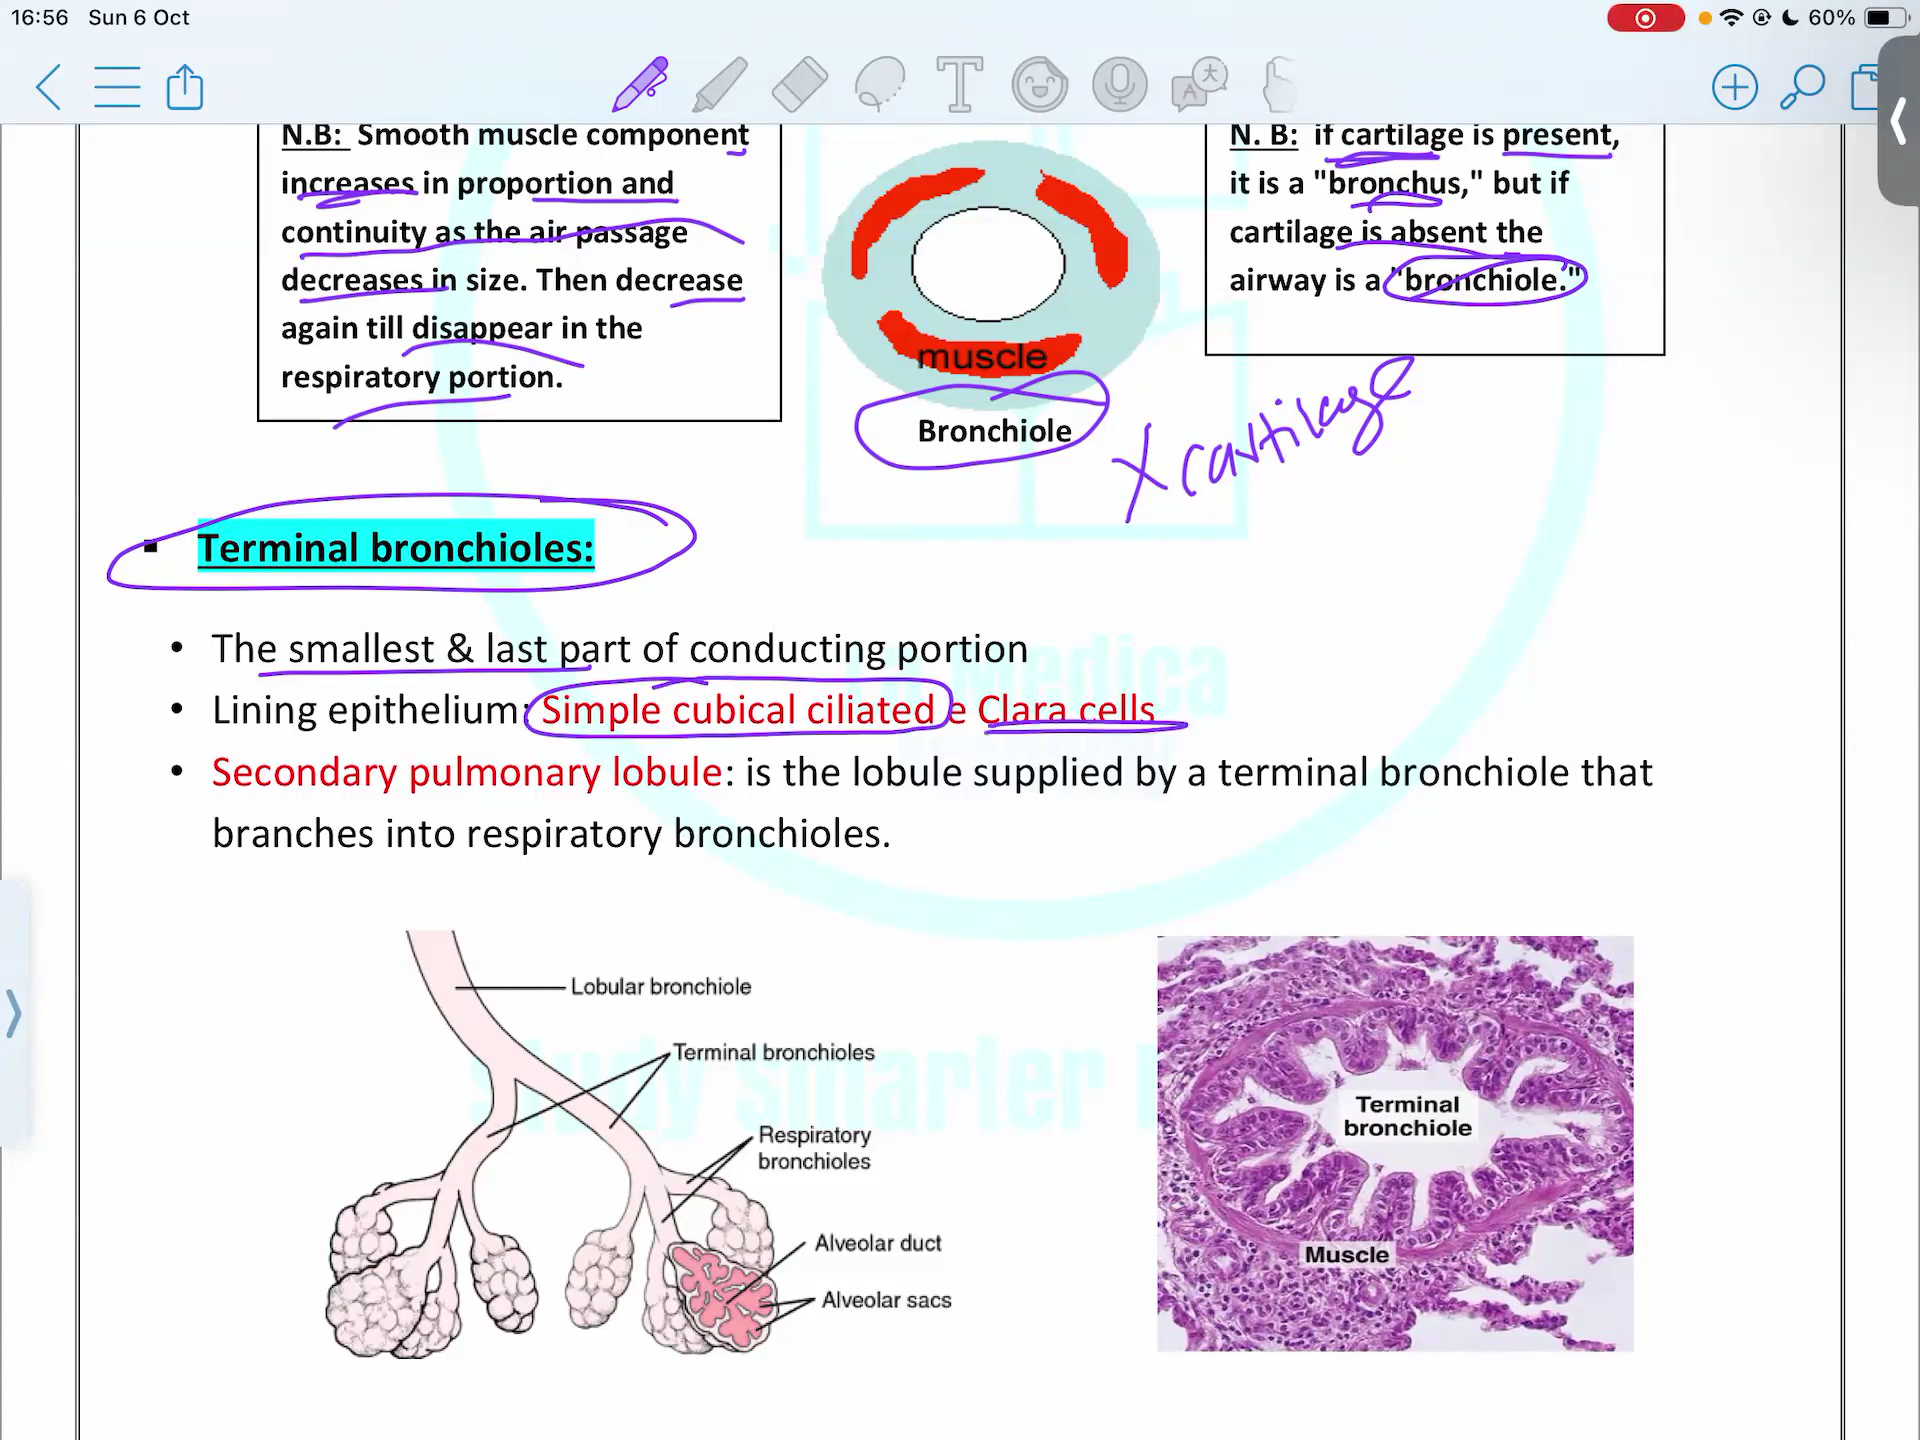 16:56 Sun 6 Oct
60%
N.B: Smooth muscle component
increases in proportion and
continuity as the air passage
decreases in size. Then decrease
again till disappear in the
respiratory portion.
muscle
Bronchiole
N. B: if cartilage is present,
it is a "bronchus," but if
cartilage is absent the
airway is a "bronchiole."
X cartilage
▪ Terminal bronchioles:
• The smallest & last part of conducting portion
• Lining epithelium: Simple cubical ciliated e Clara cells
• Secondary pulmonary lobule: is the lobule supplied by a terminal bronchiole that
branches into respiratory bronchioles.
Lobular bronchiole
Terminal bronchioles
Respiratory
bronchioles
Alveolar duct
Alveolar sacs
Terminal
bronchiole
Muscle
Medica
study smarter